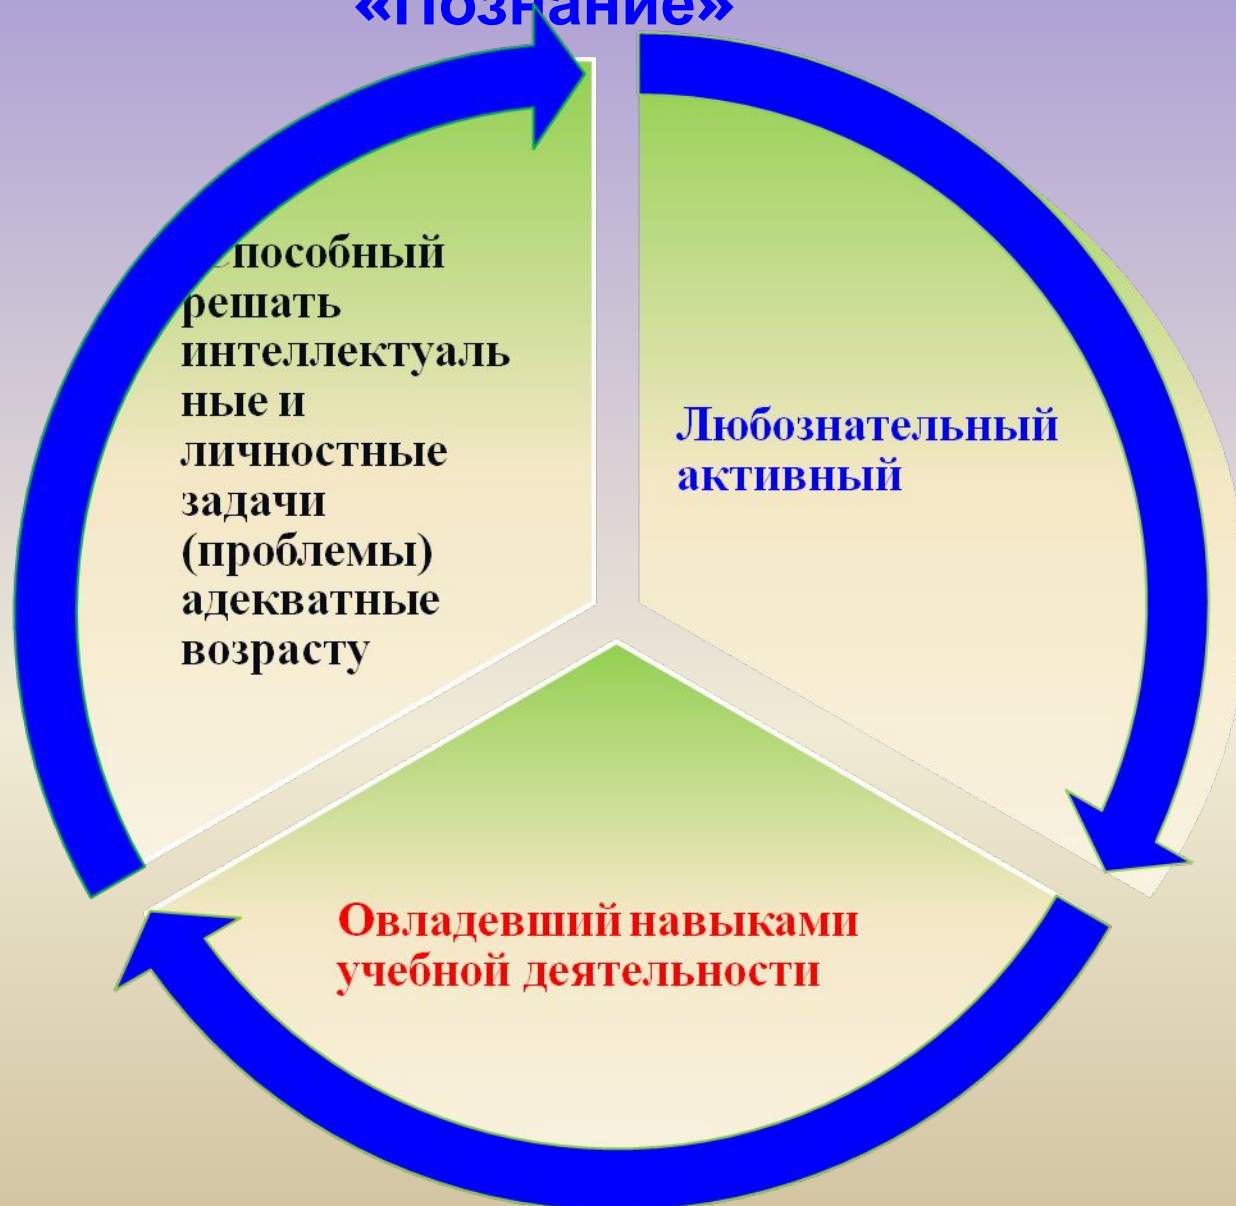 «Познание»
Способный
решать
интеллектуаль
ные и
личностные
задачи
(проблемы)
адекватные
возрасту
Любознательный
активный
Овладевший навыками
учебной деятельности